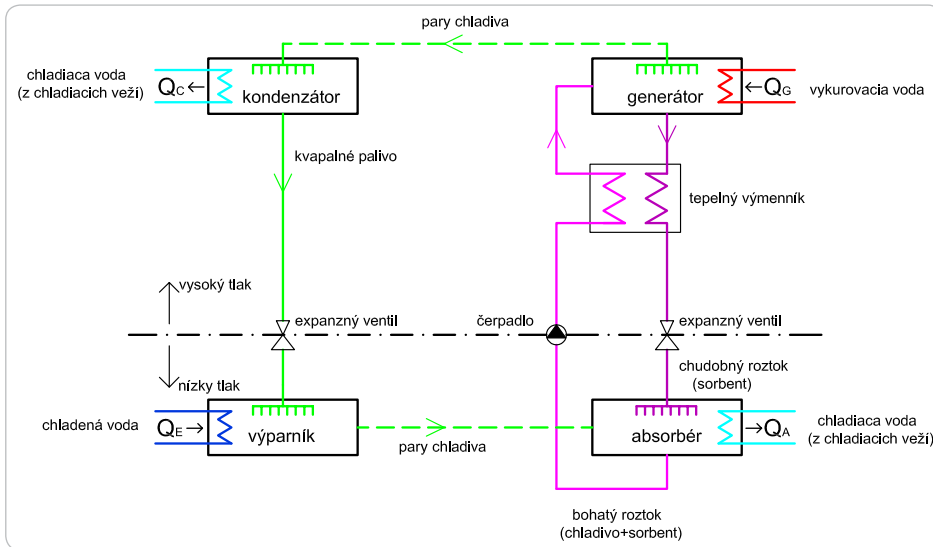 pary chladiva
chladiaca voda
(z chladiacich veží)
QC
kondenzátor
generátor
QG
vykurovacia voda
kvapalné palivo
tepelný výmenník
vysoký tlak
expanzný ventil
čerpadlo
expanzný ventil
nízky tlak
chudobný roztok
(sorbent)
chladená voda
QE
výparník
pary chladiva
absorbér
QA
chladiaca voda
(z chladiacich veží)
bohatý roztok
(chladivo+sorbent)